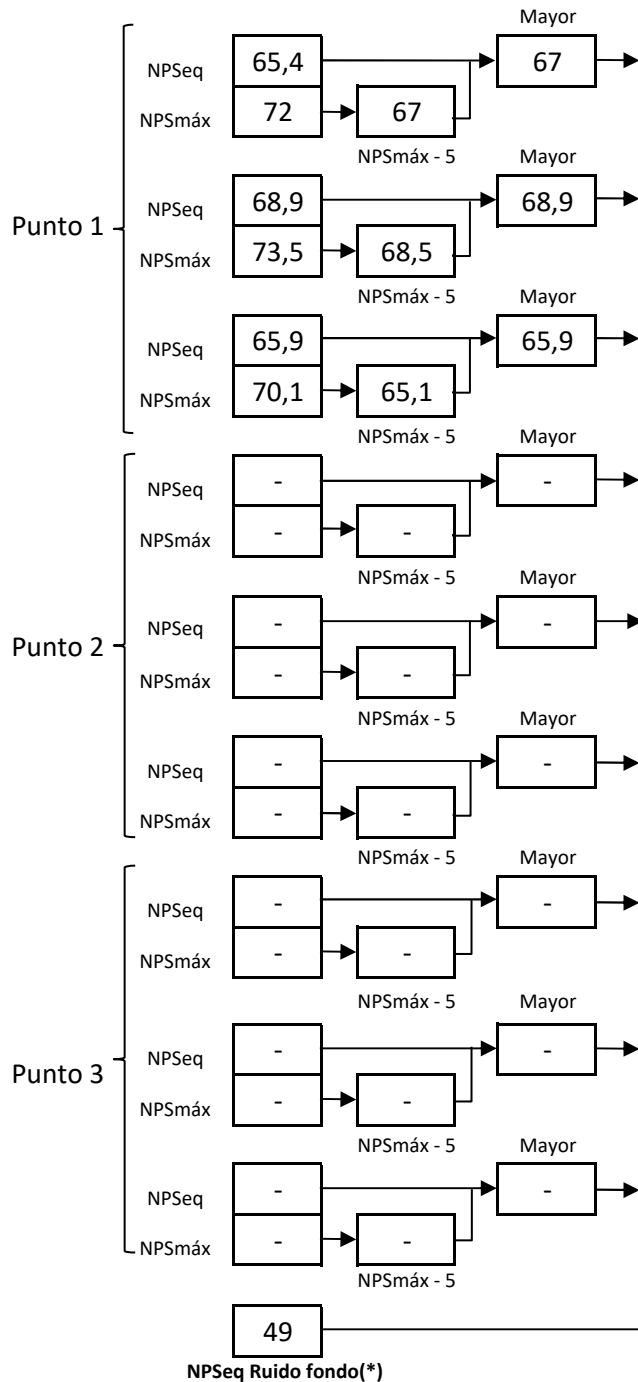 Mayor
NPSeq 65,4 67
NPSmáx 72 67
NPSmáx - 5 Mayor
NPSeq 68,9 68,9
Punto 1
NPSmáx 73,5 68,5
NPSmáx - 5 Mayor
NPSeq 65,9 65,9
NPSmáx 70,1 65,1
NPSmáx - 5 Mayor
NPSeq - -
NPSmáx - -
NPSmáx - 5 Mayor
NPSeq - -
Punto 2
NPSmáx - -
NPSmáx - 5 Mayor
NPSeq - -
NPSmáx - -
NPSmáx - 5 Mayor
NPSeq - -
NPSmáx - -
NPSmáx - 5 Mayor
NPSeq - -
Punto 3
NPSmáx - -
NPSmáx - 5 Mayor
NPSeq - -
NPSmáx - -
NPSmáx - 5
49
NPSeq Ruido fondo(*)